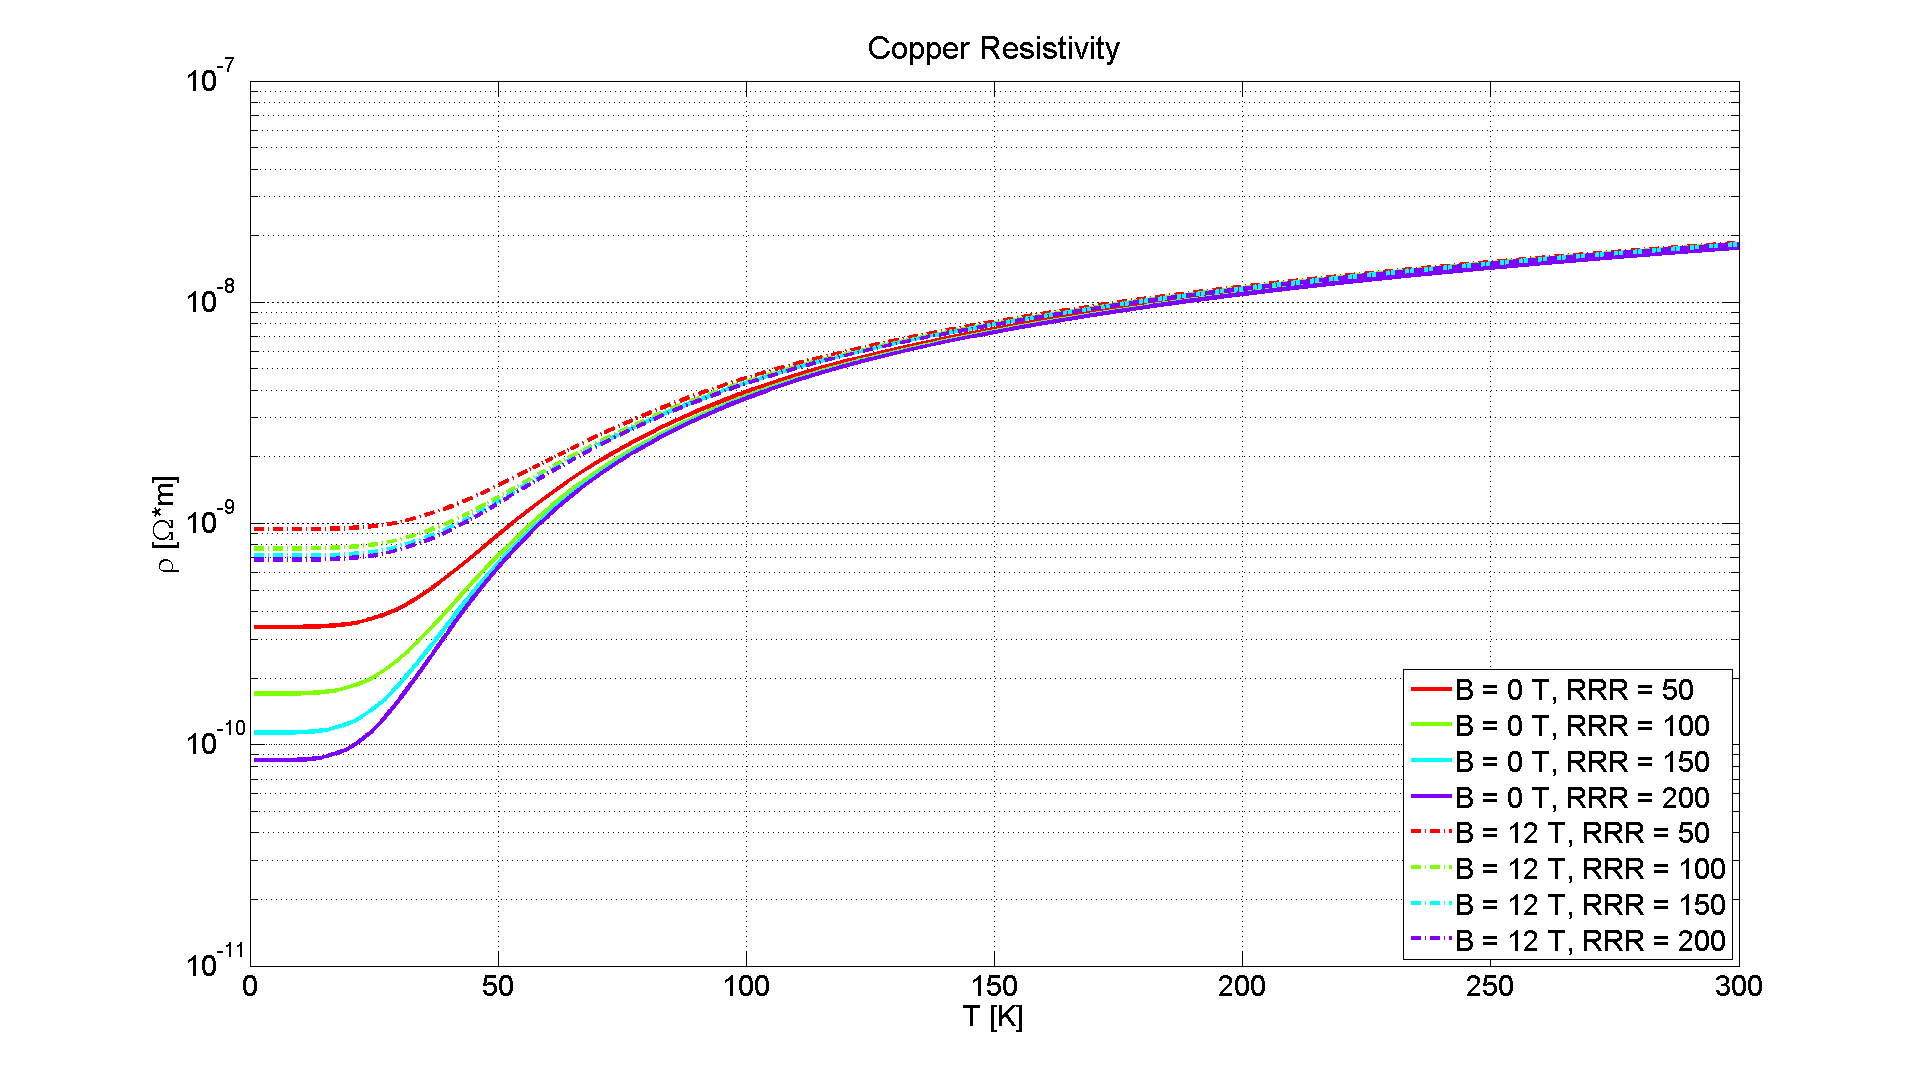 Copper Resistivity
10^-7
10^-8
10^-9
10^-10
10^-11
ρ [Ω*m]
0 50 100 150 200 250 300
T [K]
B = 0 T, RRR = 50
B = 0 T, RRR = 100
B = 0 T, RRR = 150
B = 0 T, RRR = 200
B = 12 T, RRR = 50
B = 12 T, RRR = 100
B = 12 T, RRR = 150
B = 12 T, RRR = 200